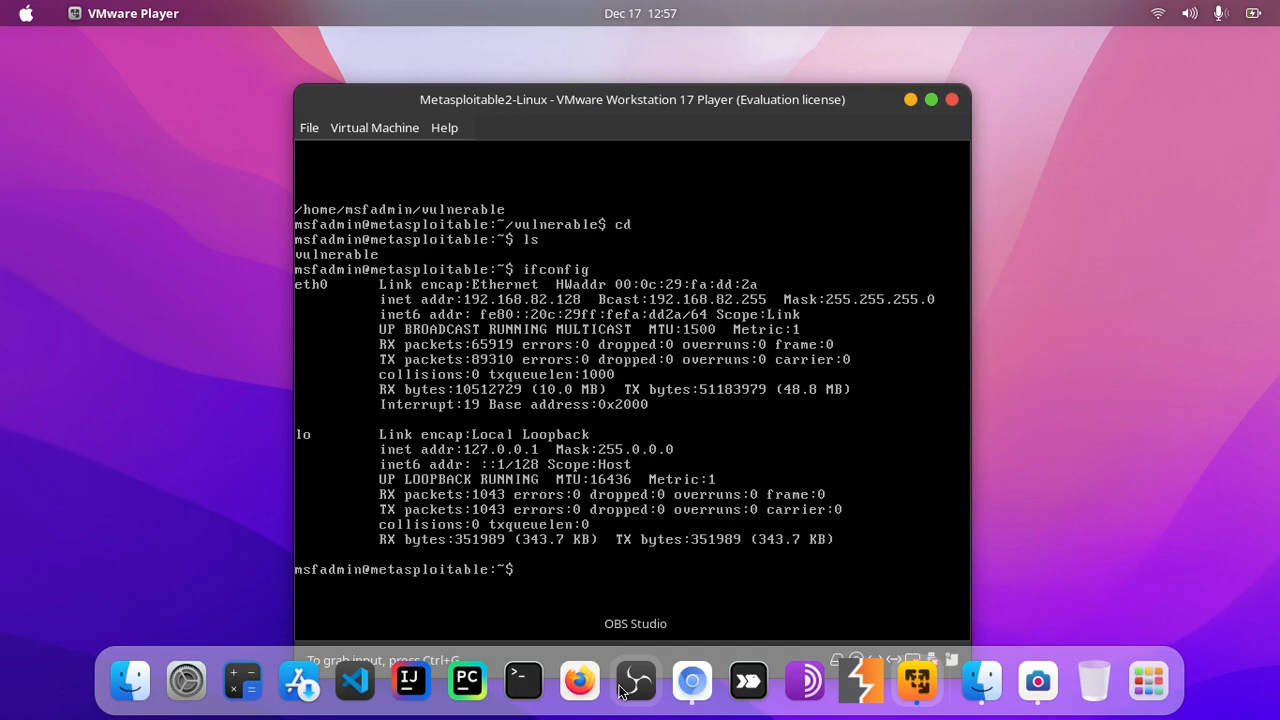 VMware Player
Dec 17 12:57
Metasploitable2-Linux - VMware Workstation 17 Player (Evaluation license)
File Virtual Machine Help
/home/msfadmin/vulnerable
msfadmin@metasploitable:~/vulnerable$ cd
msfadmin@metasploitable:~$ ls
vulnerable
msfadmin@metasploitable:~$ ifconfig
eth0 Link encap:Ethernet HWaddr 00:0c:29:fa:dd:2a
inet addr:192.168.82.128 Bcast:192.168.82.255 Mask:255.255.255.0
inet6 addr: fe80::20c:29ff:fefa:dd2a/64 Scope:Link
UP BROADCAST RUNNING MULTICAST MTU:1500 Metric:1
RX packets:65919 errors:0 dropped:0 overruns:0 frame:0
TX packets:89310 errors:0 dropped:0 overruns:0 carrier:0
collisions:0 txqueuelen:1000
RX bytes:10512729 (10.0 MB) TX bytes:51183979 (48.8 MB)
Interrupt:19 Base address:0x2000
lo Link encap:Local Loopback
inet addr:127.0.0.1 Mask:255.0.0.0
inet6 addr: ::1/128 Scope:Host
UP LOOPBACK RUNNING MTU:16436 Metric:1
RX packets:1043 errors:0 dropped:0 overruns:0 frame:0
TX packets:1043 errors:0 dropped:0 overruns:0 carrier:0
collisions:0 txqueuelen:0
RX bytes:351989 (343.7 KB) TX bytes:351989 (343.7 KB)
msfadmin@metasploitable:~$
OBS Studio
To grab input, press Ctrl+G
IJ
PC
>_